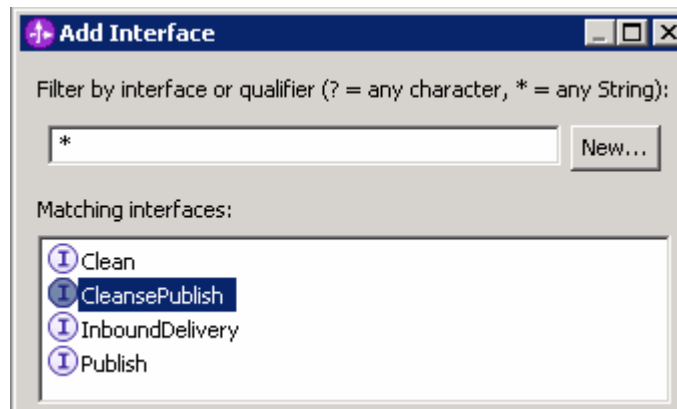 Add Interface
Filter by interface or qualifier (? = any character, * = any String):
*
New...
Matching interfaces:
I Clean
I CleansePublish
I InboundDelivery
I Publish